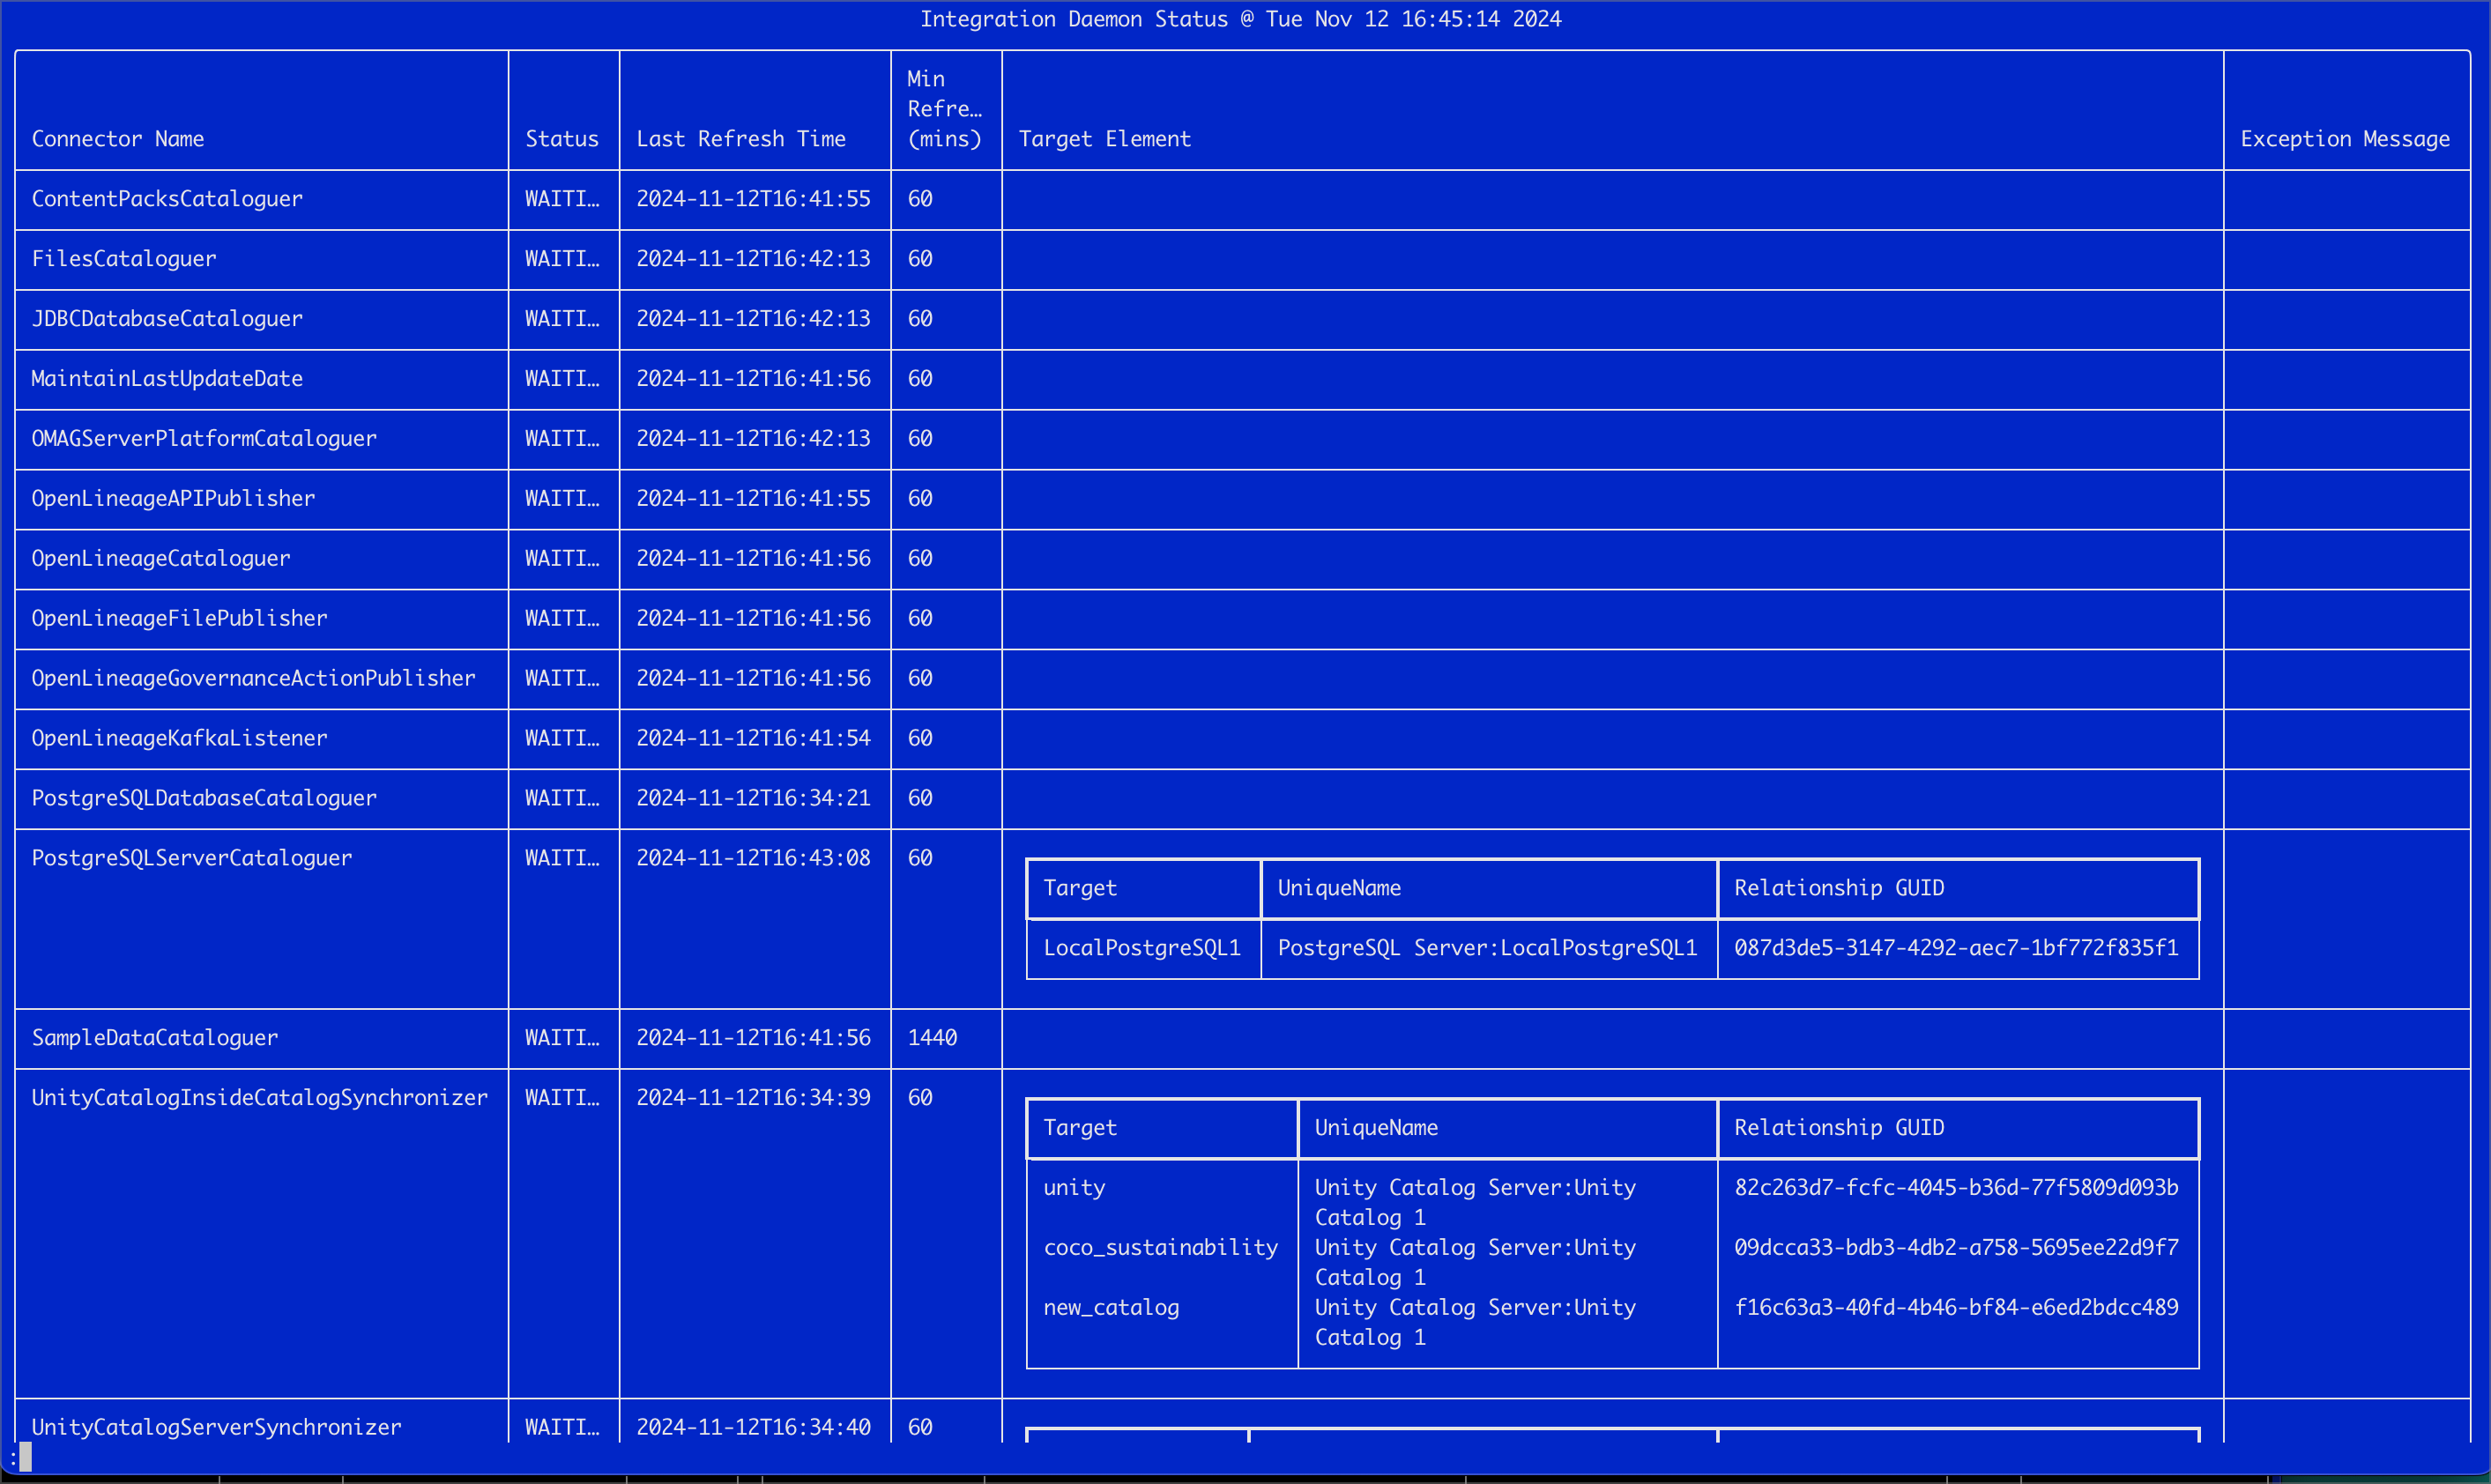 Integration Daemon Status @ Tue Nov 12 16:45:14 2024
Min
Refre…
Connector Name Status Last Refresh Time (mins) Target Element Exception Message
ContentPacksCataloguer WAITI… 2024-11-12T16:41:55 60
FilesCataloguer WAITI… 2024-11-12T16:42:13 60
JDBCDatabaseCataloguer WAITI… 2024-11-12T16:42:13 60
MaintainLastUpdateDate WAITI… 2024-11-12T16:41:56 60
OMAGServerPlatformCataloguer WAITI… 2024-11-12T16:42:13 60
OpenLineageAPIPublisher WAITI… 2024-11-12T16:41:55 60
OpenLineageCataloguer WAITI… 2024-11-12T16:41:56 60
OpenLineageFilePublisher WAITI… 2024-11-12T16:41:56 60
OpenLineageGovernanceActionPublisher WAITI… 2024-11-12T16:41:56 60
OpenLineageKafkaListener WAITI… 2024-11-12T16:41:54 60
PostgreSQLDatabaseCataloguer WAITI… 2024-11-12T16:34:21 60
PostgreSQLServerCataloguer WAITI… 2024-11-12T16:43:08 60
Target UniqueName Relationship GUID
LocalPostgreSQL1 PostgreSQL Server:LocalPostgreSQL1 087d3de5-3147-4292-aec7-1bf772f835f1
SampleDataCataloguer WAITI… 2024-11-12T16:41:56 1440
UnityCatalogInsideCatalogSynchronizer WAITI… 2024-11-12T16:34:39 60
Target UniqueName Relationship GUID
unity Unity Catalog Server:Unity 82c263d7-fcfc-4045-b36d-77f5809d093b
Catalog 1
coco_sustainability Unity Catalog Server:Unity 09dcca33-bdb3-4db2-a758-5695ee22d9f7
Catalog 1
new_catalog Unity Catalog Server:Unity f16c63a3-40fd-4b46-bf84-e6ed2bdcc489
Catalog 1
UnityCatalogServerSynchronizer WAITI… 2024-11-12T16:34:40 60
: